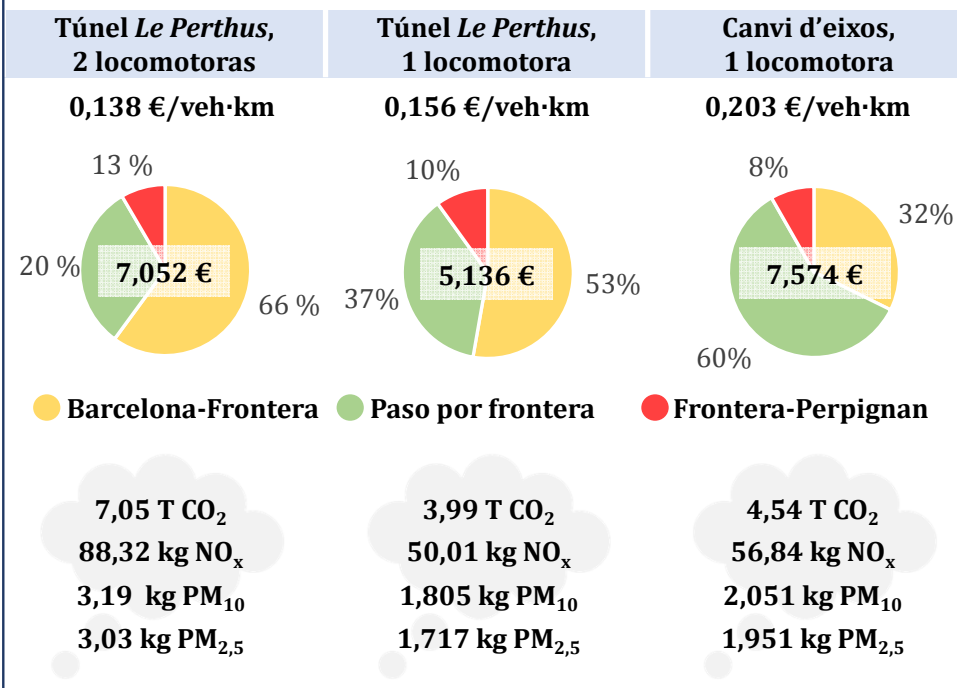 Túnel Le Perthus,
2 locomotoras
Túnel Le Perthus,
1 locomotora
Canvi d'eixos,
1 locomotora
0,138 €/veh·km
0,156 €/veh·km
0,203 €/veh·km
13 %
20 %
7,052 €
66 %
10%
37%
5,136 €
53%
8%
32%
7,574 €
60%
Barcelona-Frontera
Paso por frontera
Frontera-Perpignan
7,05 T CO₂
88,32 kg NOₓ
3,19 kg PM₁₀
3,03 kg PM₂,₅
3,99 T CO₂
50,01 kg NOₓ
1,805 kg PM₁₀
1,717 kg PM₂,₅
4,54 T CO₂
56,84 kg NOₓ
2,051 kg PM₁₀
1,951 kg PM₂,₅